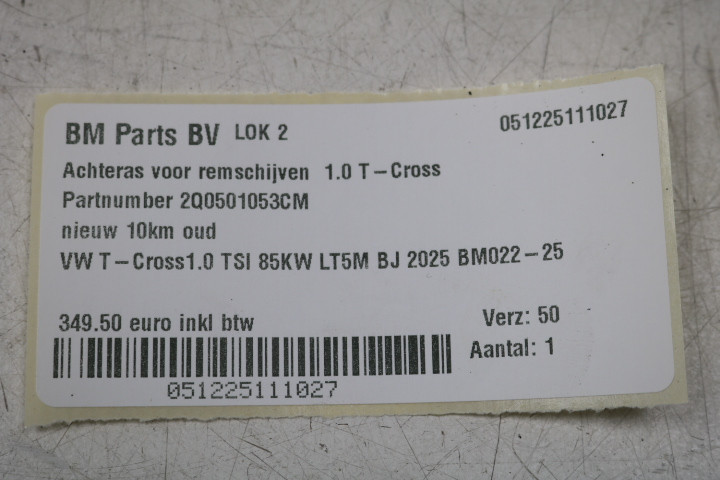 BM Parts BV LOK 2 051225111027
Achteras voor remschijven 1.0 T-Cross
Partnumber 2Q0501053CM
nieuw 10km oud
VW T-Cross1.0 TSI 85KW LT5M BJ 2025 BM022-25
349.50 euro inkl btw Verz: 50
Aantal: 1
051225111027